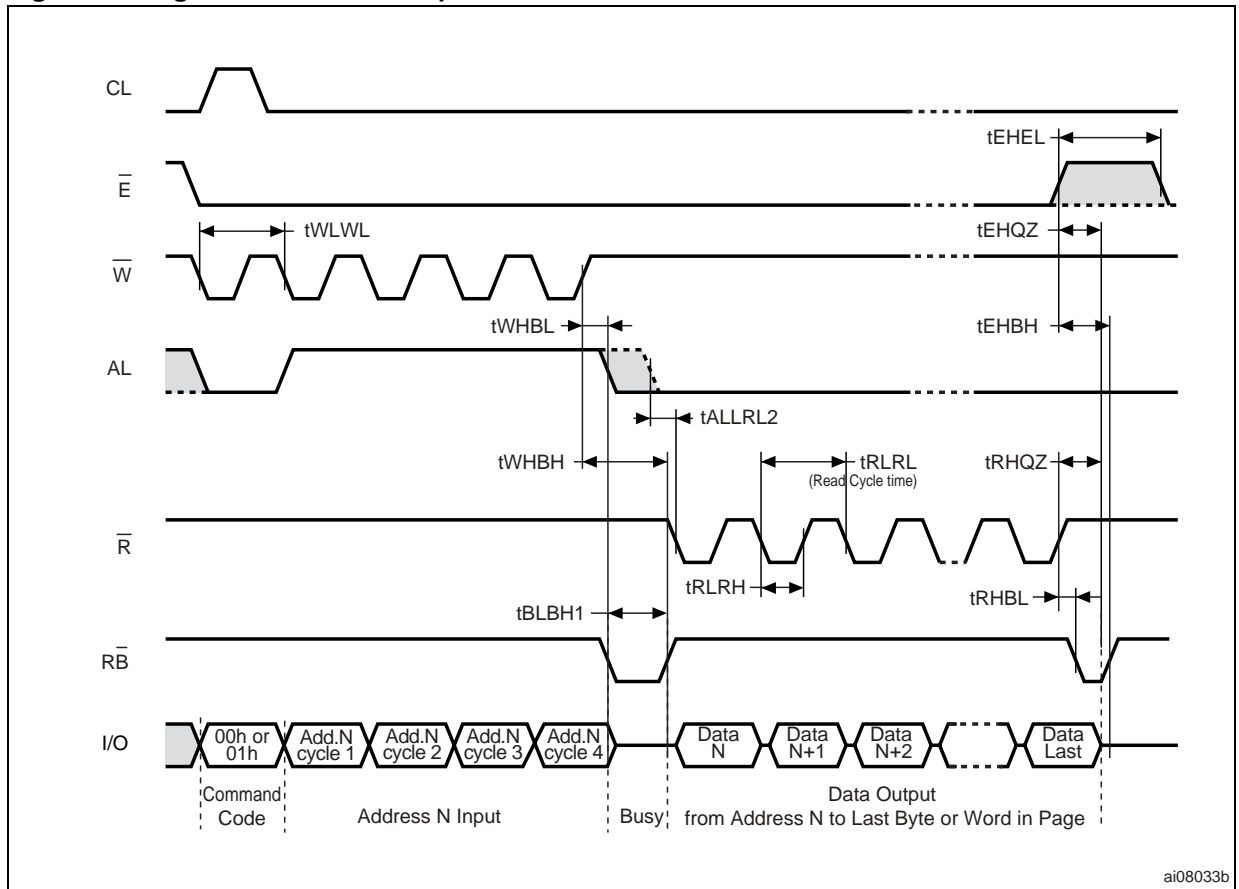 CL
tEHEL
E
tWLWL
tEHQZ
W
tWHBL
tEHBH
AL
tALLRL2
tWHBH
tRLRL
tRHQZ
(Read Cycle time)
R
tRLRH
tRHBL
tBLBH1
RB
I/O
00h or
01h
Add.N
cycle 1
Add.N
cycle 2
Add.N
cycle 3
Add.N
cycle 4
Data
N
Data
N+1
Data
N+2
Data
Last
Command
Code
Address N Input
Busy
Data Output
from Address N to Last Byte or Word in Page
ai08033b